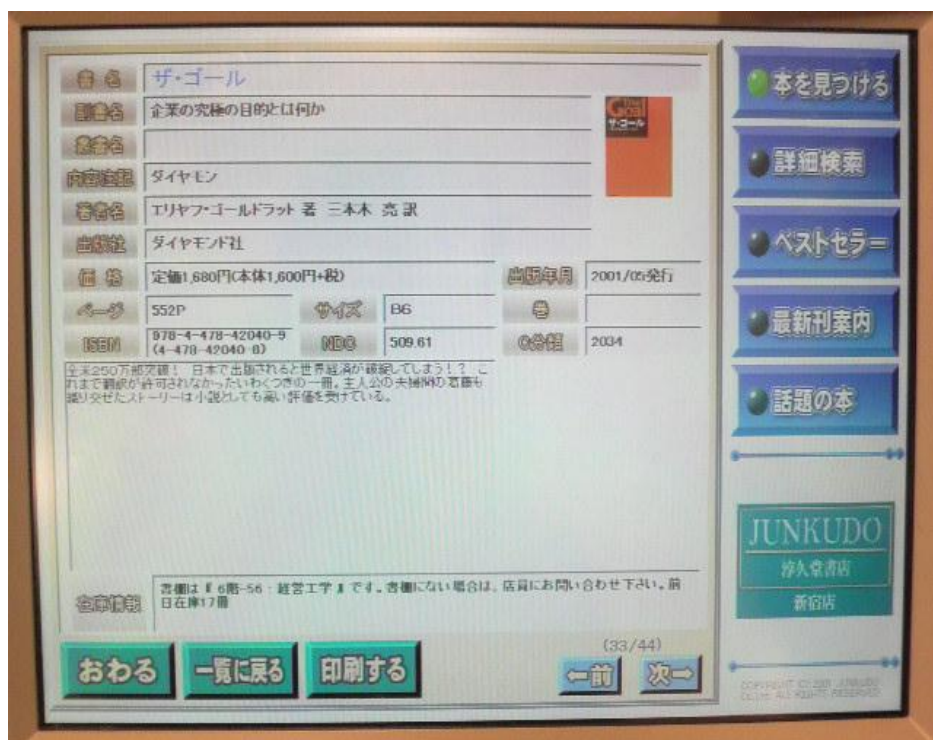 書名 ザ・ゴール
副書名 企業の究極の目的とは何か
叢書名
内容注記 ダイヤモン
著者名 エリヤフ・ゴールドラット 著 三本木 亮 訳
出版社 ダイヤモンド社
価格 定価1,680円(本体1,600円+税) 出版年月 2001/05発行
ページ 552P サイズ B6 巻
ISBN 978-4-478-42040-9 NDC 509.61 C分類 2034
(4-478-42040-8)
全米250万部突破! 日本で出版されると世界経済が破綻してしまう!? こ
れまで翻訳が許可されなかったいわくつきの一冊。主人公の夫婦間の葛藤も
織り交ぜたストーリーは小説としても高い評価を受けている。
在庫情報 書棚は『6階-56:経営工学』です。書棚にない場合は、店員にお問い合わせ下さい。前
日在庫17冊
(33/44)
おわる 一覧に戻る 印刷する ←前 次→
The Goal
ザ・ゴール
本を見つける
詳細検索
ベストセラー
最新刊案内
話題の本
JUNKUDO
淳久堂書店
新宿店